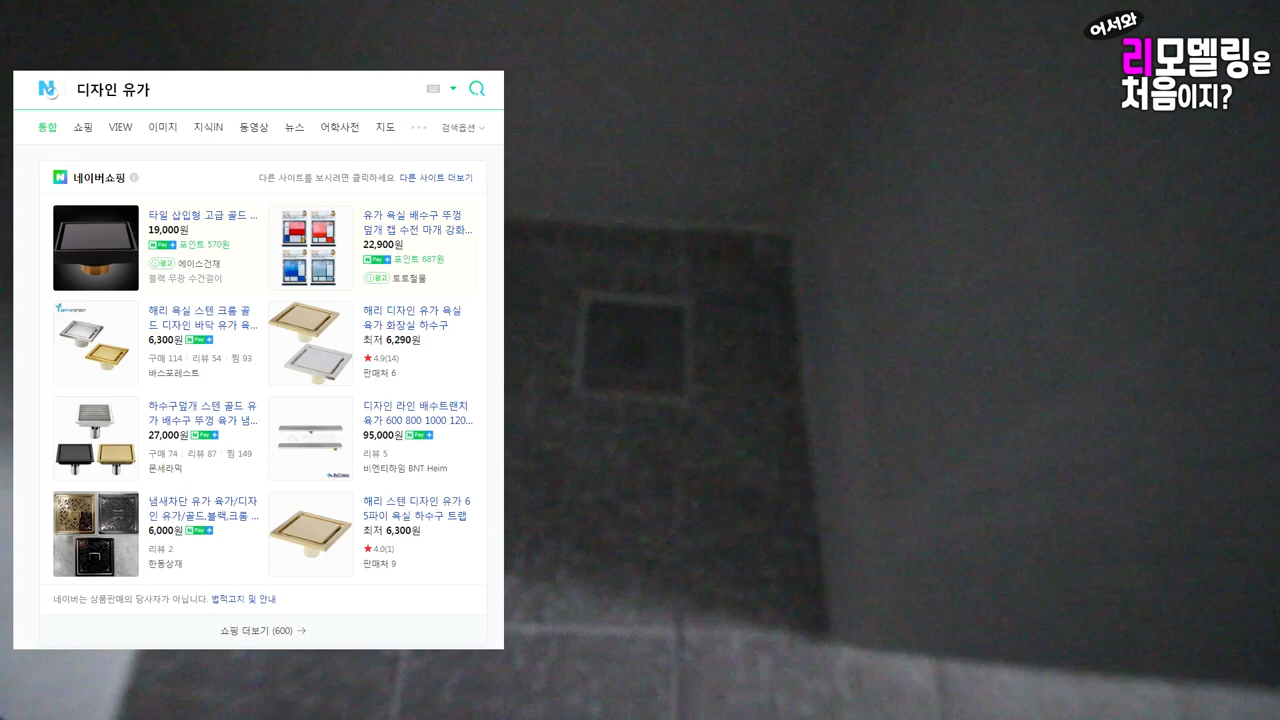 어서와
리모델링은
처음이지?
디자인 유가
통합 쇼핑 VIEW 이미지 지식iN 동영상 뉴스 어학사전 지도 검색옵션
네이버쇼핑
다른 사이트를 보시려면 클릭하세요 다른 사이트 더보기
타일 삽입형 고급 골드 ...
19,000원
N Pay + 포인트 570원
광고 에이스건재
블랙 무광 수건걸이
유가 욕실 배수구 뚜껑
덮개 캡 수전 마개 강화...
22,900원
N Pay + 포인트 687원
광고 토토철물
해리 욕실 스텐 크롬 골
드 디자인 바닥 유가 육...
6,300원 N Pay +
구매 114 리뷰 54 찜 93
바스포레스트
해리 디자인 유가 욕실
육가 화장실 하수구
최저 6,290원
★4.9(14)
판매처 6
하수구덮개 스텐 골드 유
가 배수구 뚜껑 육가 냄...
27,000원 N Pay +
구매 74 리뷰 87 찜 149
몬세라믹
디자인 라인 배수트랜치
육가 600 800 1000 120...
95,000원 N Pay +
리뷰 5
비엔티하임 BNT Heim
냄새차단 유가 육가/디자
인 유가/골드,블랙,크롬 ...
6,000원 N Pay +
리뷰 2
한동상재
해리 스텐 디자인 유가 6
5파이 욕실 하수구 트랩
최저 6,300원
★4.0(1)
판매처 9
네이버는 상품판매의 당사자가 아닙니다. 법적고지 및 안내
쇼핑 더보기 (600) →